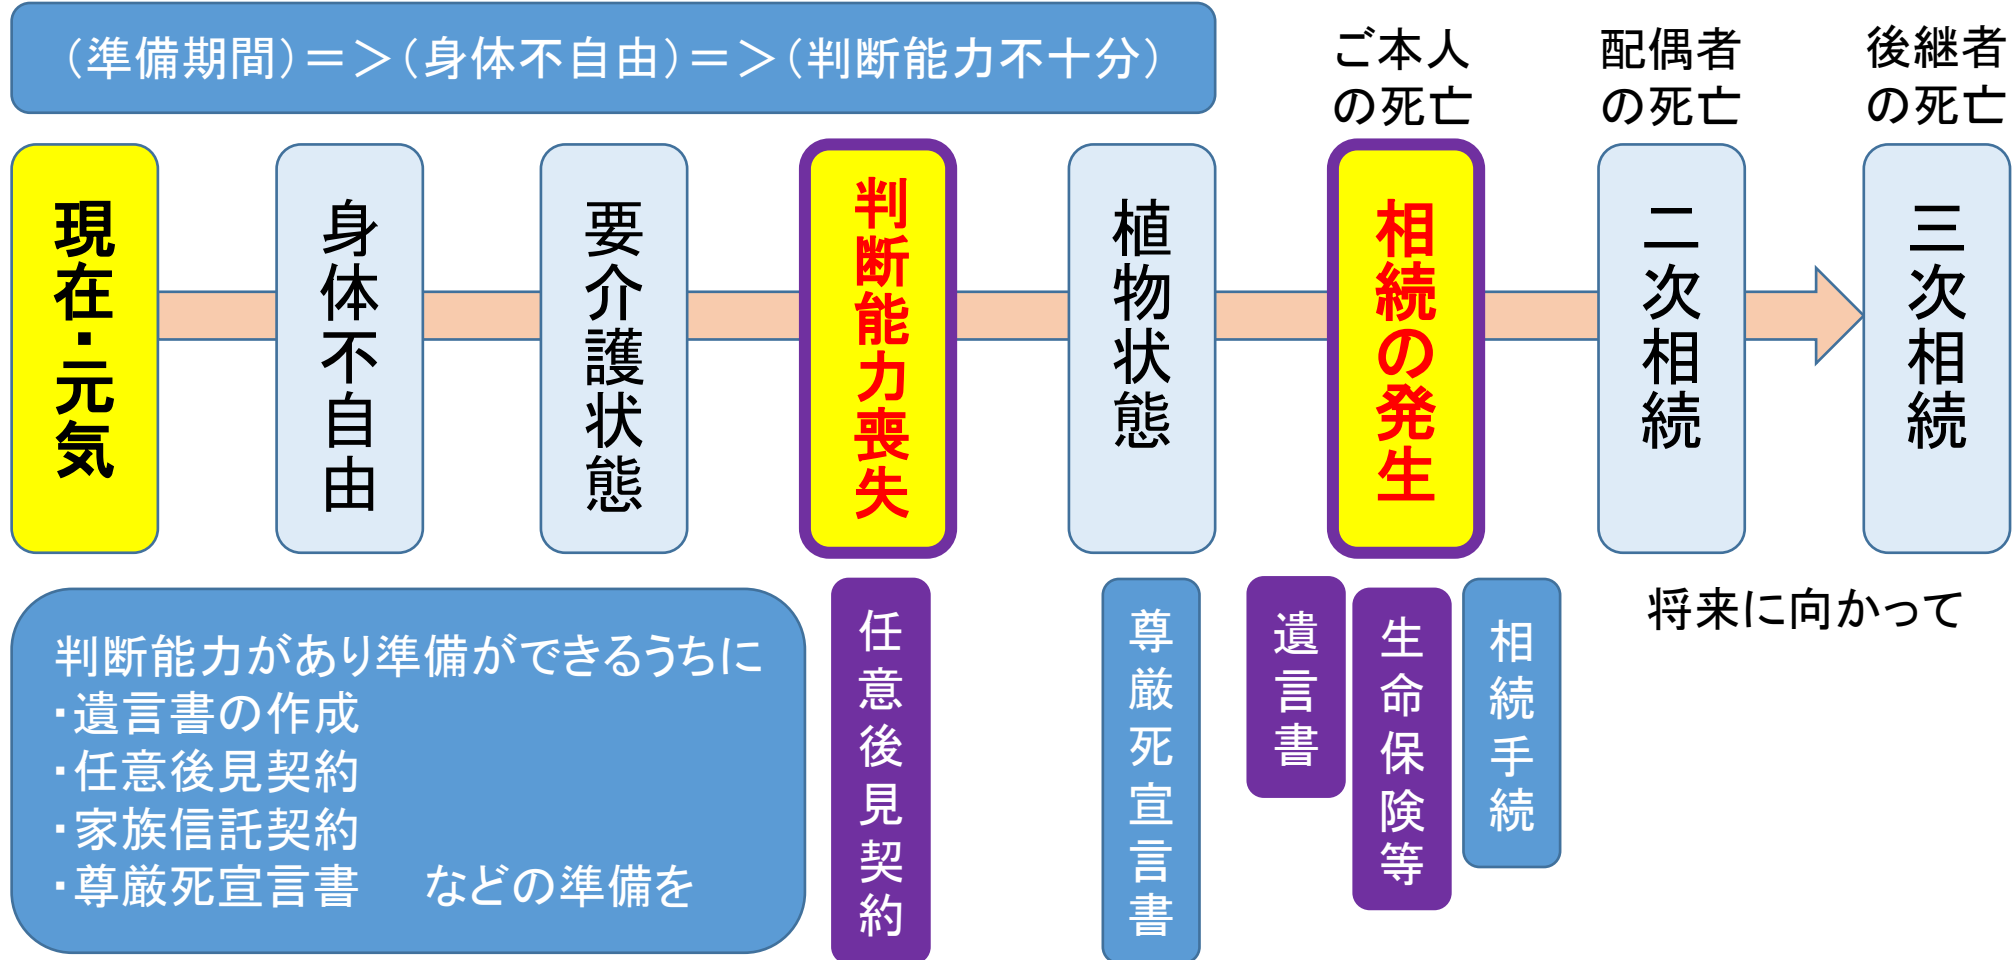 （準備期間）＝＞（身体不自由）＝＞（判断能力不十分）
ご本人
の死亡
配偶者
の死亡
後継者
の死亡
現在・元気
身体不自由
要介護状態
判断能力喪失
植物状態
相続の発生
二次相続
三次相続
判断能力があり準備ができるうちに
・遺言書の作成
・任意後見契約
・家族信託契約
・尊厳死宣言書　などの準備を
任意後見契約
尊厳死宣言書
遺言書
生命保険等
相続手続
将来に向かって